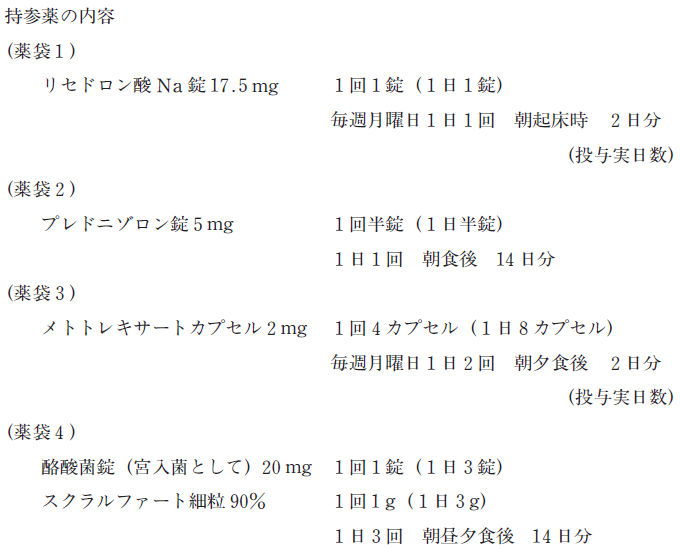 持参薬の内容
(薬袋1)
リセドロン酸 Na 錠 17.5 mg 1回1錠 (1日1錠)
毎週月曜日1日1回 朝起床時 2日分
(投与実日数)
(薬袋2)
プレドニゾロン錠 5 mg 1回半錠 (1日半錠)
1日1回 朝食後 14日分
(薬袋3)
メトトレキサートカプセル 2 mg 1回4カプセル (1日8カプセル)
毎週月曜日1日2回 朝夕食後 2日分
(投与実日数)
(薬袋4)
酪酸菌錠 (宮入菌として) 20 mg 1回1錠 (1日3錠)
スクラルファート細粒 90% 1回1g (1日3g)
1日3回 朝昼夕食後 14日分